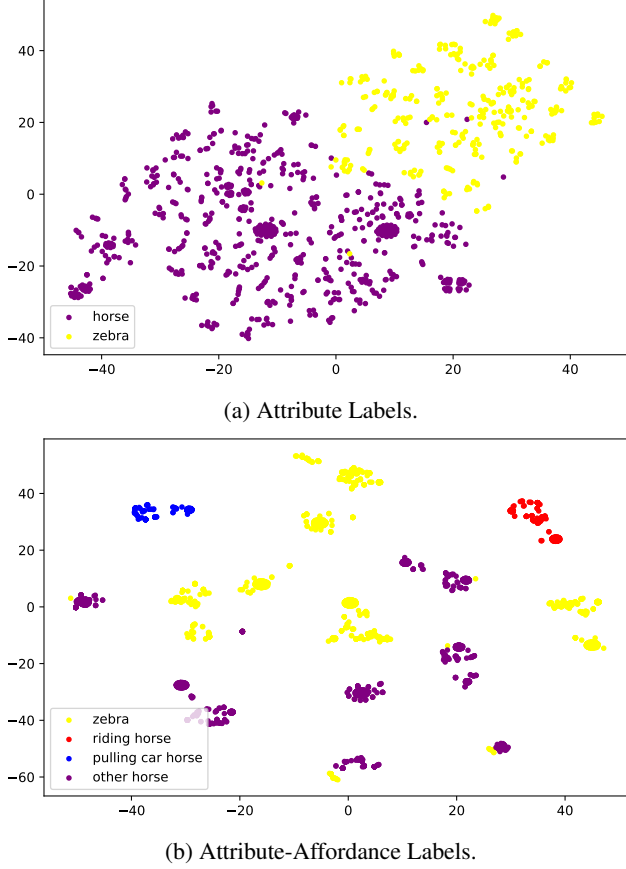 40
20
0
−20
−40
horse
zebra
−40 −20 0 20 40
(a) Attribute Labels.
40
20
0
−20
−40
−60
zebra
riding horse
pulling car horse
other horse
−40 −20 0 20 40
(b) Attribute-Affordance Labels.